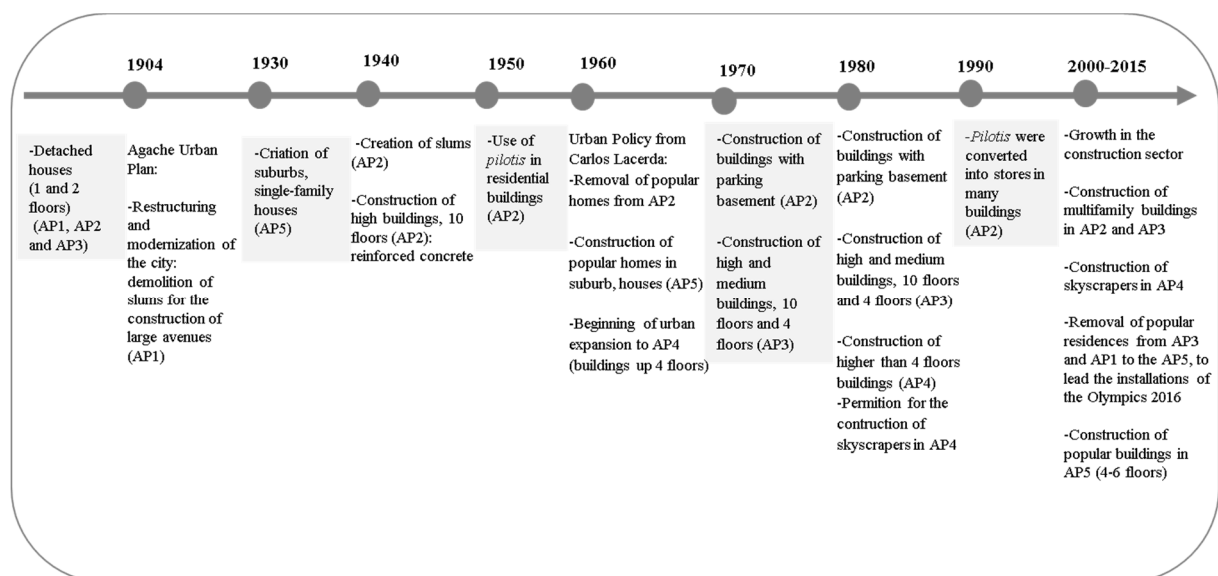 1904
1930
1940
1950
1960
1970
1980
1990
2000-2015
-Detached
houses
(1 and 2
floors)
(AP1, AP2
and AP3)
Agache Urban
Plan:
-Restructuring
and
modernization of
the city:
demolition of
slums for the
construction of
large avenues
(AP1)
-Criation of
suburbs,
single-family
houses
(AP5)
-Creation of slums
(AP2)
-Construction of
high buildings, 10
floors (AP2):
reinforced concrete
-Use of
pilotis in
residential
buildings
(AP2)
Urban Policy from
Carlos Lacerda:
-Removal of popular
homes from AP2
-Construction of
popular homes in
suburb, houses (AP5)
-Beginning of urban
expansion to AP4
(buildings up 4 floors)
-Construction of
buildings with
parking
basement (AP2)
-Construction of
high and
medium
buildings, 10
floors and 4
floors (AP3)
-Construction of
buildings with
parking basement
(AP2)
-Construction of
high and medium
buildings, 10 floors
and 4 floors (AP3)
-Construction of
higher than 4 floors
buildings (AP4)
-Permition for the
contruction of
skyscrapers in AP4
-Pilotis were
converted
into stores in
many
buildings
(AP2)
-Growth in the
construction sector
-Construction of
multifamily buildings
in AP2 and AP3
-Construction of
skyscrapers in AP4
-Removal of popular
residences from AP3
and AP1 to the AP5, to
lead the installations of
the Olympics 2016
-Construction of
popular buildings in
AP5 (4-6 floors)